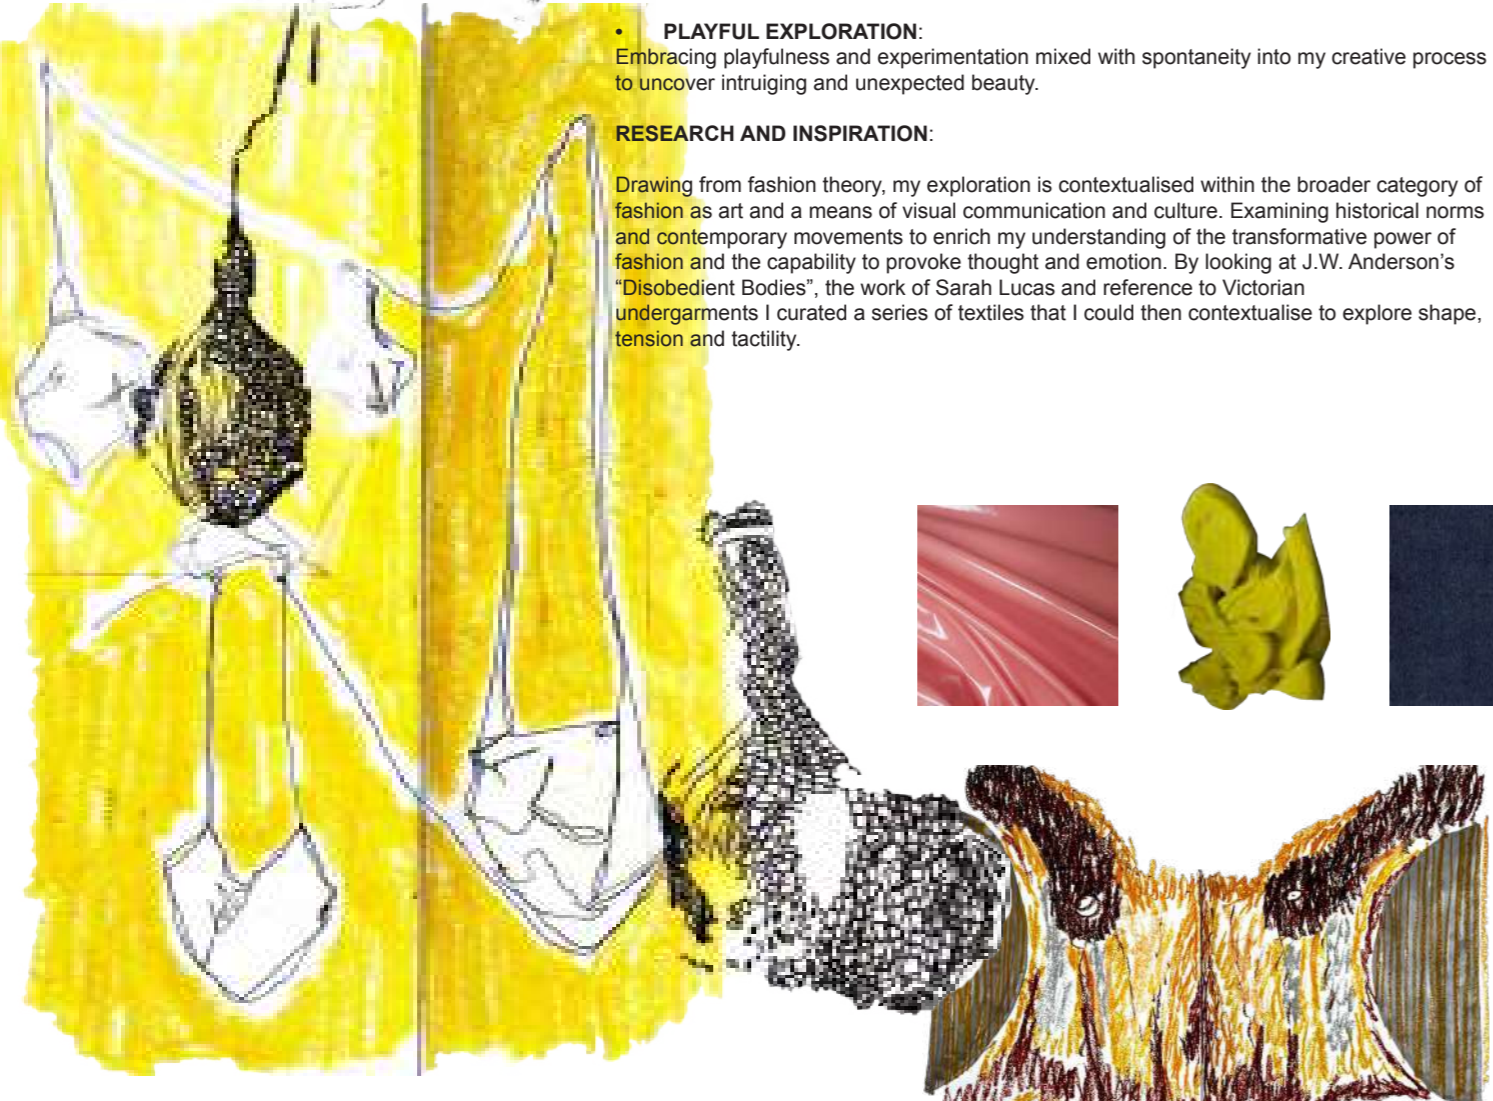 • PLAYFUL EXPLORATION:
Embracing playfulness and experimentation mixed with spontaneity into my creative process
to uncover intruiging and unexpected beauty.
RESEARCH AND INSPIRATION:
Drawing from fashion theory, my exploration is contextualised within the broader category of
fashion as art and a means of visual communication and culture. Examining historical norms
and contemporary movements to enrich my understanding of the transformative power of
fashion and the capability to provoke thought and emotion. By looking at J.W. Anderson’s
“Disobedient Bodies”, the work of Sarah Lucas and reference to Victorian
undergarments I curated a series of textiles that I could then contextualise to explore shape,
tension and tactility.